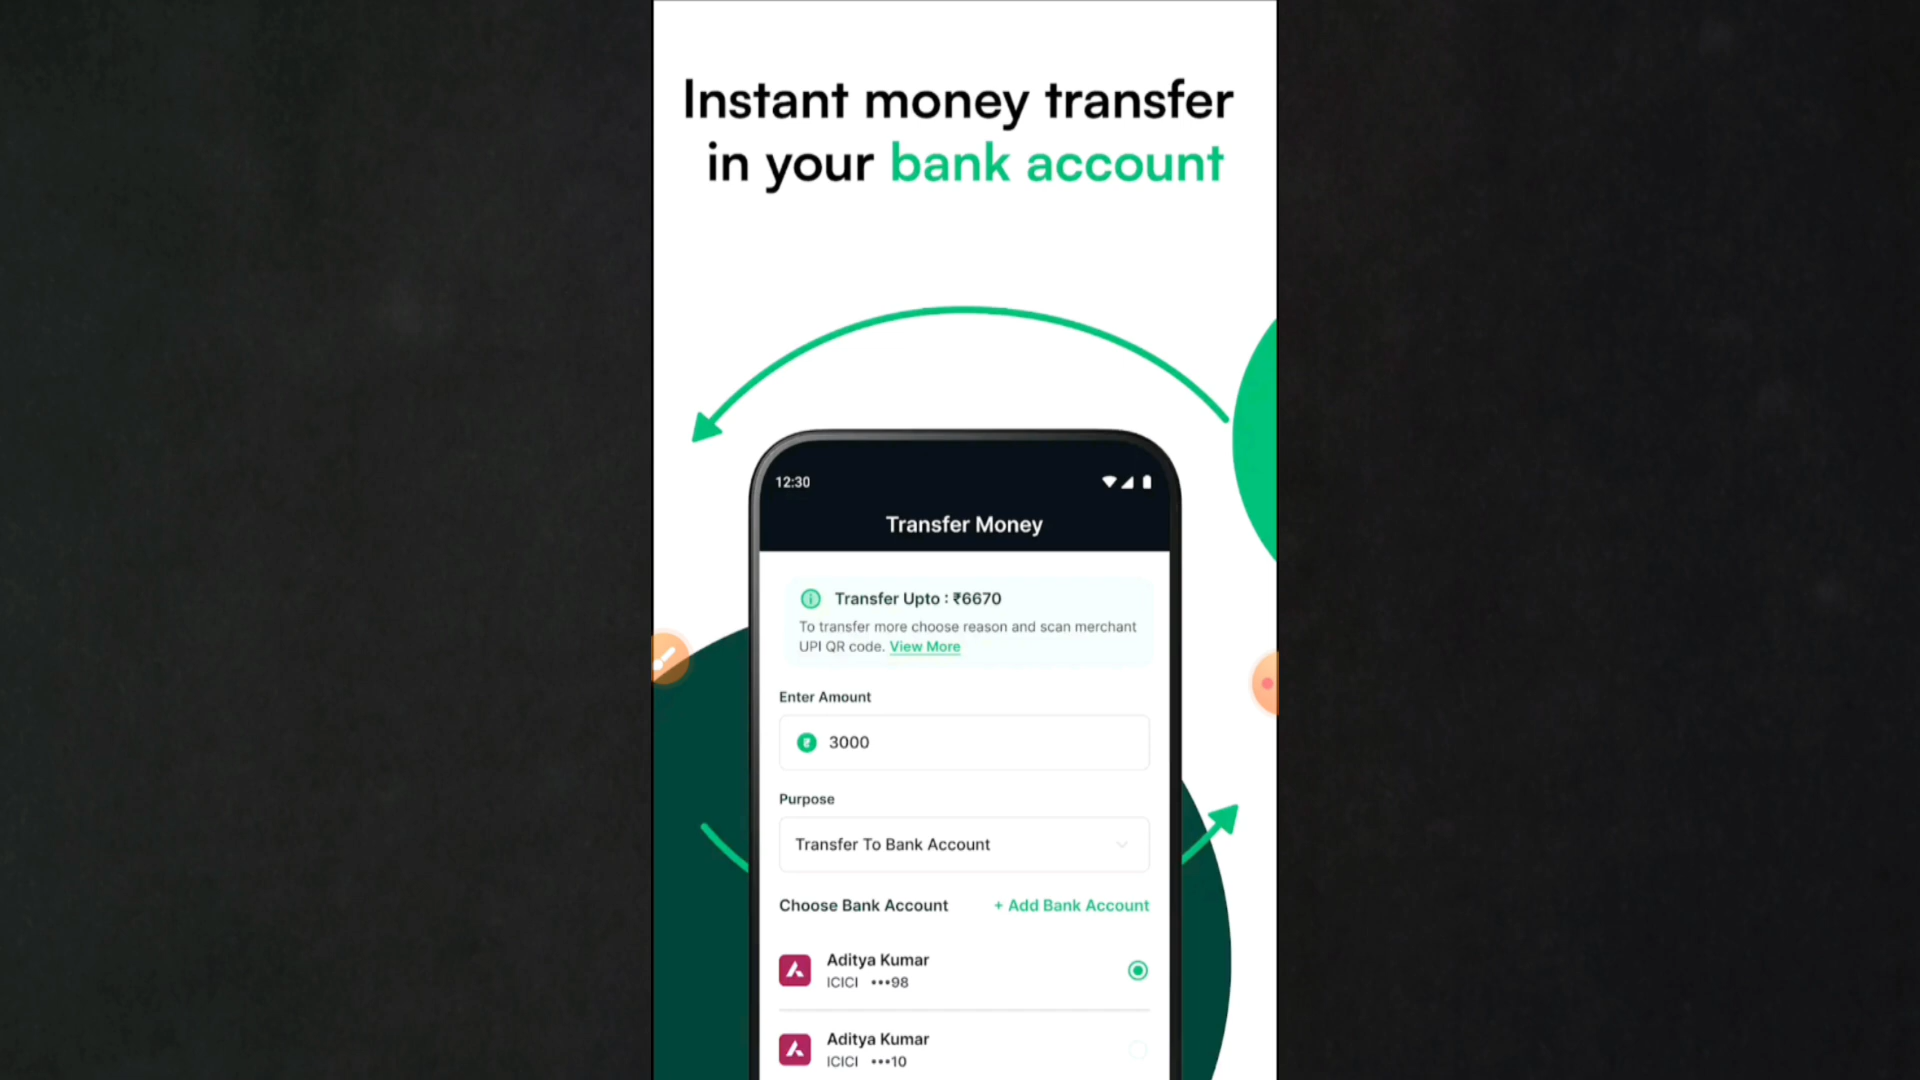 Instant money transfer
in your bank account
12:30
Transfer Money
Transfer Upto : ₹6670
To transfer more choose reason and scan merchant
UPI QR code. View More
Enter Amount
₹ 3000
Purpose
Transfer To Bank Account
Choose Bank Account + Add Bank Account
Aditya Kumar
ICICI •••98
Aditya Kumar
ICICI •••10